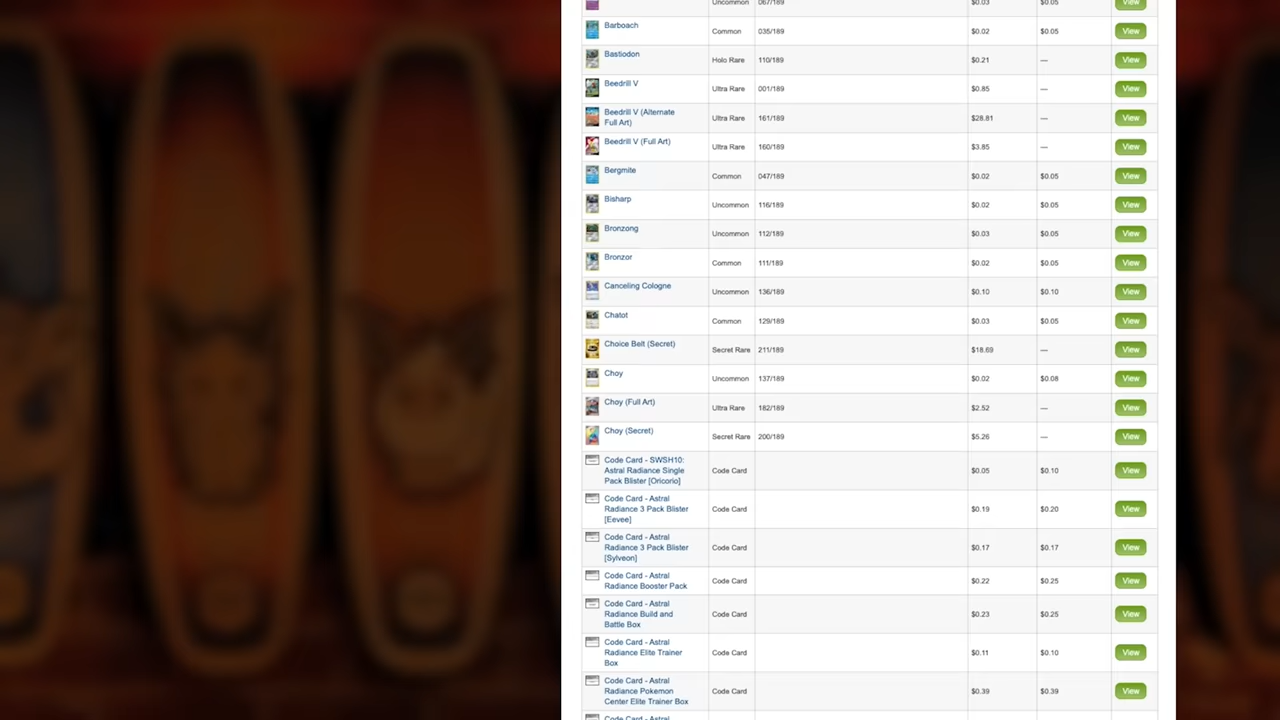 Uncommon 067/189 $0.03 $0.05 View
Barboach Common 035/189 $0.02 $0.05 View
Bastiodon Holo Rare 110/189 $0.21 — View
Beedrill V Ultra Rare 001/189 $0.85 — View
Beedrill V (Alternate
Full Art) Ultra Rare 161/189 $28.81 — View
Beedrill V (Full Art) Ultra Rare 160/189 $3.85 — View
Bergmite Common 047/189 $0.02 $0.05 View
Bisharp Uncommon 116/189 $0.02 $0.05 View
Bronzong Uncommon 112/189 $0.03 $0.05 View
Bronzor Common 111/189 $0.02 $0.05 View
Canceling Cologne Uncommon 136/189 $0.10 $0.10 View
Chatot Common 129/189 $0.03 $0.05 View
Choice Belt (Secret) Secret Rare 211/189 $18.69 — View
Choy Uncommon 137/189 $0.02 $0.08 View
Choy (Full Art) Ultra Rare 182/189 $2.52 — View
Choy (Secret) Secret Rare 200/189 $5.26 — View
Code Card - SWSH10:
Astral Radiance Single Code Card $0.05 $0.10 View
Pack Blister [Oricorio]
Code Card - Astral
Radiance 3 Pack Blister Code Card $0.19 $0.20 View
[Eevee]
Code Card - Astral
Radiance 3 Pack Blister Code Card $0.17 $0.17 View
[Sylveon]
Code Card - Astral
Radiance Booster Pack Code Card $0.22 $0.25 View
Code Card - Astral
Radiance Build and Code Card $0.23 $0.25 View
Battle Box
Code Card - Astral
Radiance Elite Trainer Code Card $0.11 $0.10 View
Box
Code Card - Astral
Radiance Pokemon Code Card $0.39 $0.39 View
Center Elite Trainer Box
Code Card - Astral